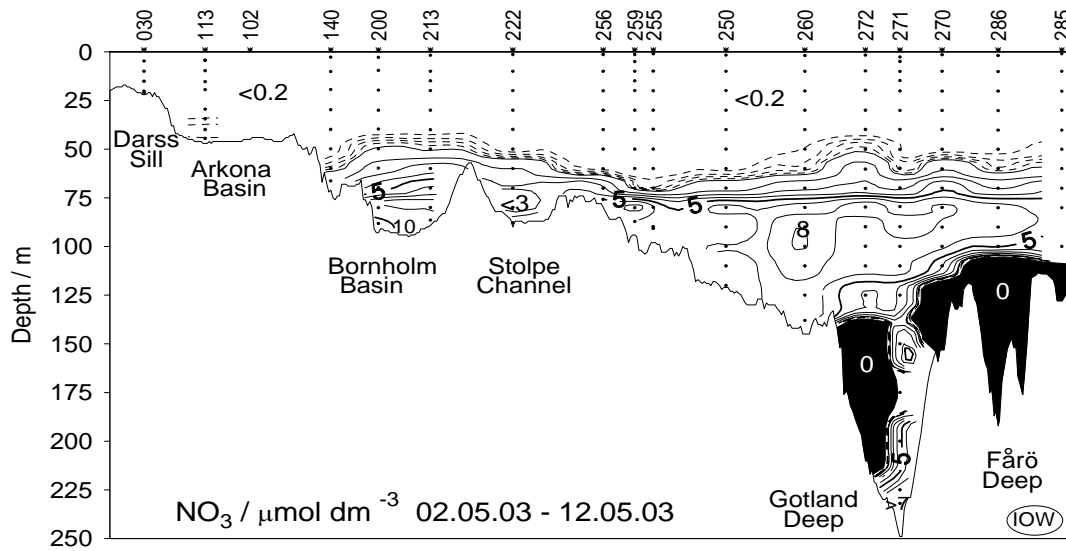 030 113 102 140 200 213 222 256 259 255 250 260 272 271 270 286 285
0
25
50
75
100
125
150
175
200
225
250
Depth / m
<0.2
<0.2
Darss
Sill
Arkona
Basin
5
10
<3
5
5
5
8
5
Bornholm
Basin
Stolpe
Channel
0
0
5
Gotland
Deep
Fårö
Deep
NO3 / μmol dm -3 02.05.03 - 12.05.03
IOW